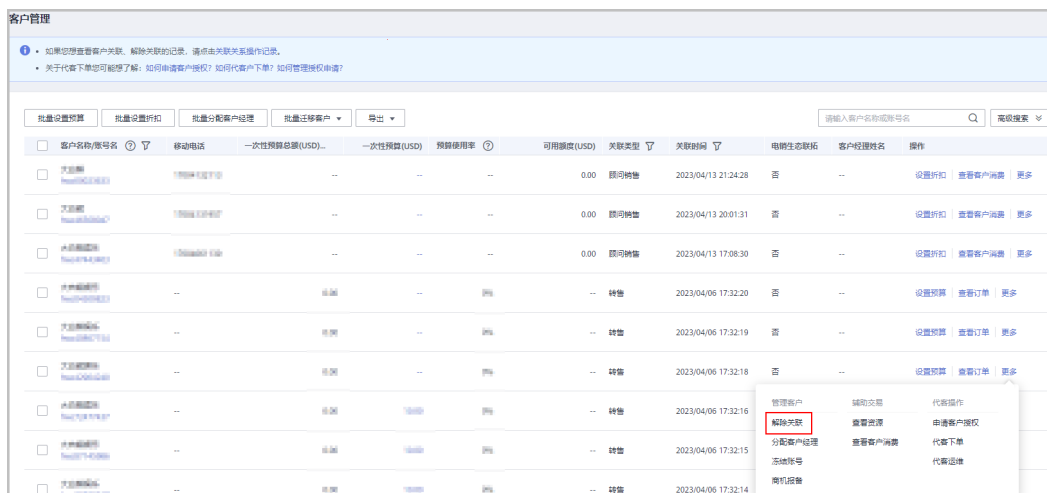 客户管理
• 如果您想查看客户关联、解除关联的记录，请点击关联关系操作记录。
• 关于代客下单您可能想了解：如何申请客户授权？如何代客户下单？如何管理授权申请？
批量设置预算 批量设置折扣 批量分配客户经理 批量迁移客户 导出 请输入客户名称或账号名 高级搜索
客户名称/账号名 移动电话 一次性预算总额(USD)... 一次性预算(USD) 预算使用率 可用额度(USD) 关联类型 关联时间 电销生态联拓 客户经理姓名 操作
-- -- -- 0.00 顾问销售 2023/04/13 21:24:28 否 -- 设置折扣 查看客户消费 更多
-- -- -- 0.00 顾问销售 2023/04/13 20:01:31 否 -- 设置折扣 查看客户消费 更多
-- -- -- 0.00 顾问销售 2023/04/13 17:08:30 否 -- 设置折扣 查看客户消费 更多
-- -- -- 转售 2023/04/06 17:32:20 否 -- 设置预算 查看订单 更多
-- -- -- 转售 2023/04/06 17:32:19 否 -- 设置预算 查看订单 更多
-- -- -- 转售 2023/04/06 17:32:18 否 -- 设置预算 查看订单 更多
-- -- 转售 2023/04/06 17:32:16
-- -- 转售 2023/04/06 17:32:15
-- -- 转售 2023/04/06 17:32:14
管理客户 辅助交易 代客操作
解除关联 查看资源 申请客户授权
分配客户经理 查看客户消费 代客下单
冻结账号 代客运维
商机报备